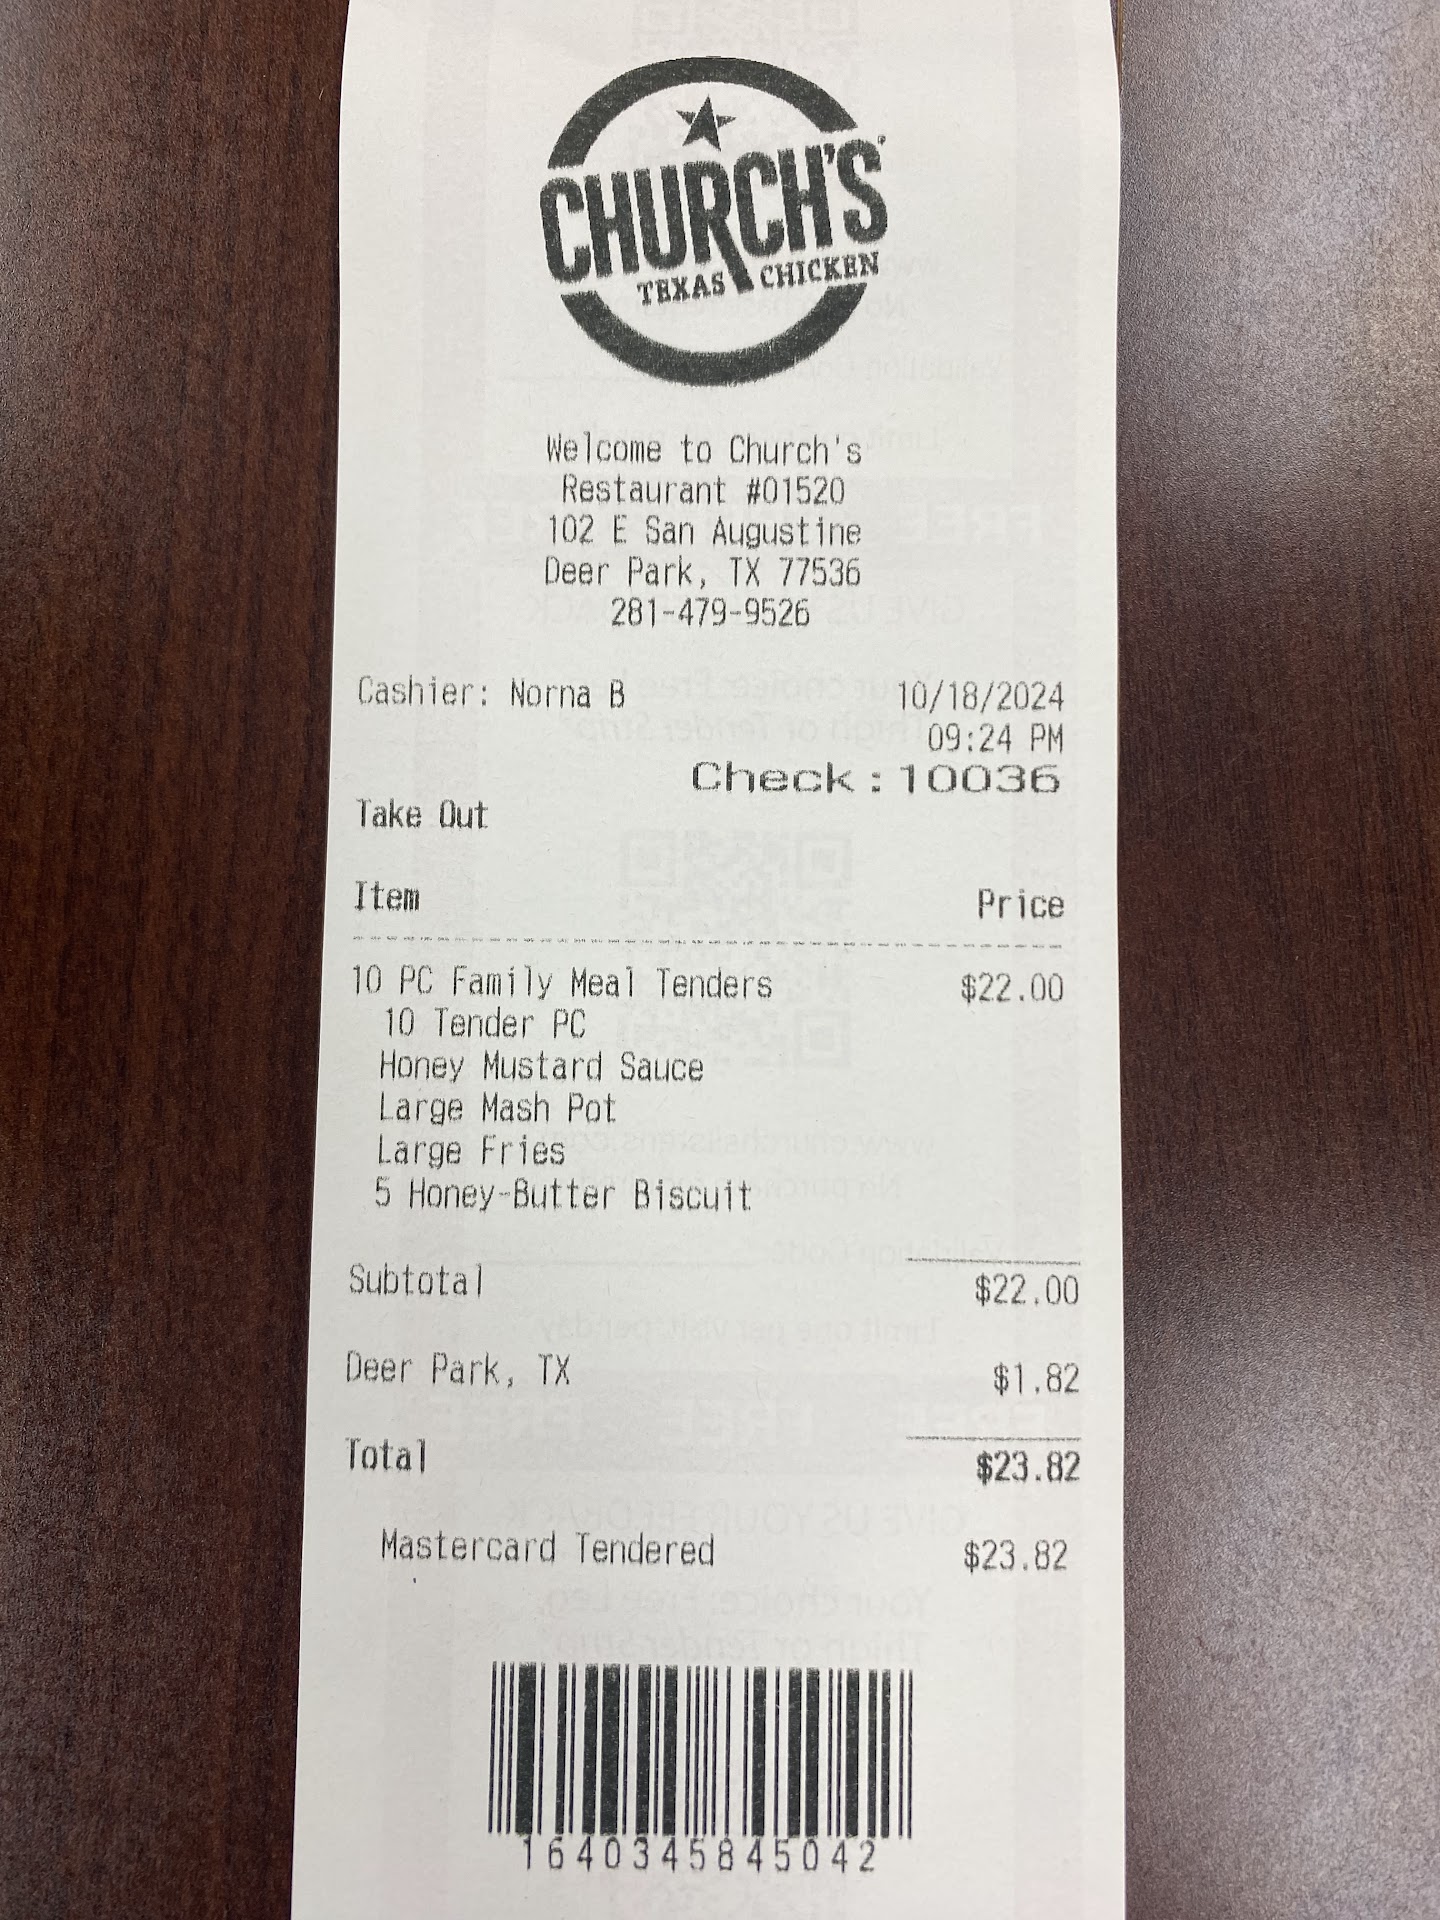 CHURCH'S
TEXAS CHICKEN
Welcome to Church's
Restaurant #01520
102 E San Augustine
Deer Park, TX 77536
281-479-9526
Cashier: Norna B 10/18/2024
09:24 PM
Check:10036
Take Out
Item Price
10 PC Family Meal Tenders $22.00
10 Tender PC
Honey Mustard Sauce
Large Mash Pot
Large Fries
5 Honey-Butter Biscuit
Subtotal $22.00
Deer Park, TX $1.82
Total $23.82
Mastercard Tendered $23.82
1640345845042